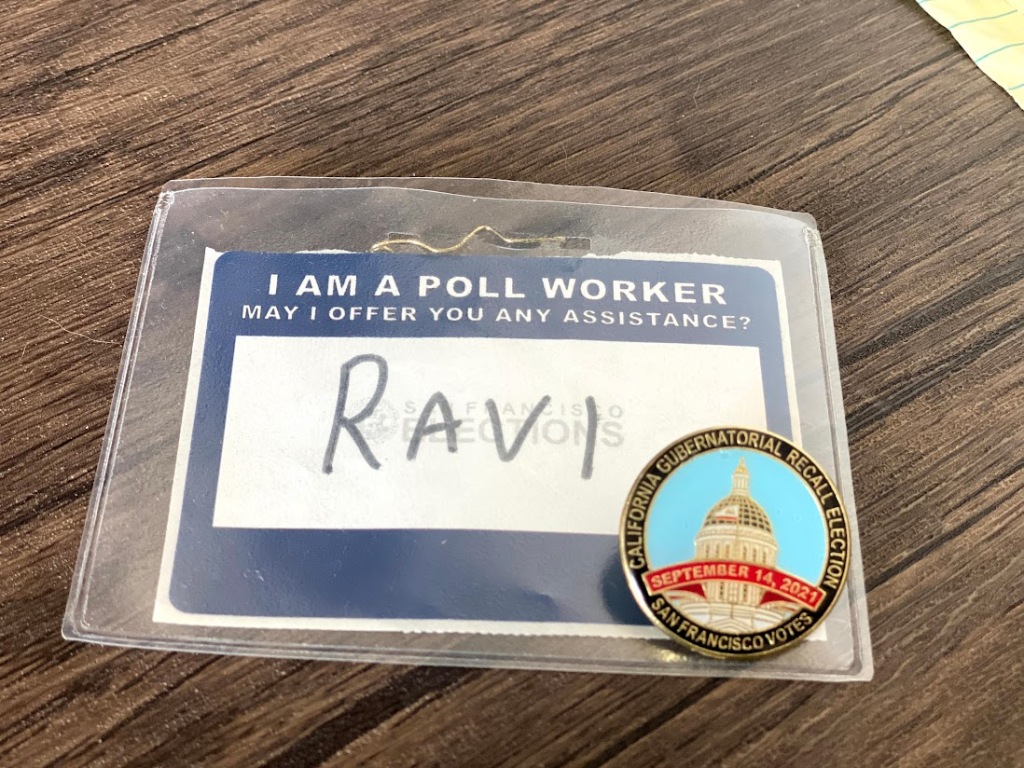 I AM A POLL WORKER
MAY I OFFER YOU ANY ASSISTANCE?
SAN FRANCISCO
ELECTIONS
RAVI
CALIFORNIA GUBERNATORIAL RECALL ELECTION
SEPTEMBER 14, 2021
SAN FRANCISCO VOTES